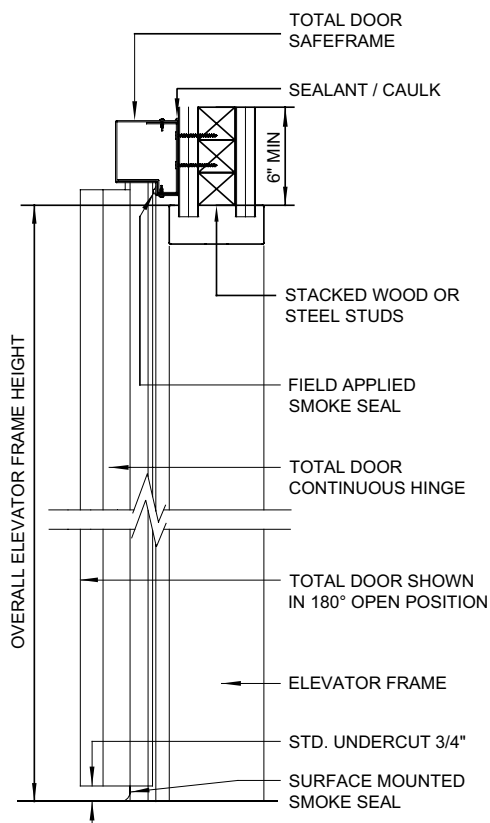 TOTAL DOOR
SAFEFRAME
SEALANT / CAULK
6" MIN
STACKED WOOD OR
STEEL STUDS
FIELD APPLIED
SMOKE SEAL
OVERALL ELEVATOR FRAME HEIGHT
TOTAL DOOR
CONTINUOUS HINGE
TOTAL DOOR SHOWN
IN 180° OPEN POSITION
ELEVATOR FRAME
STD. UNDERCUT 3/4"
SURFACE MOUNTED
SMOKE SEAL